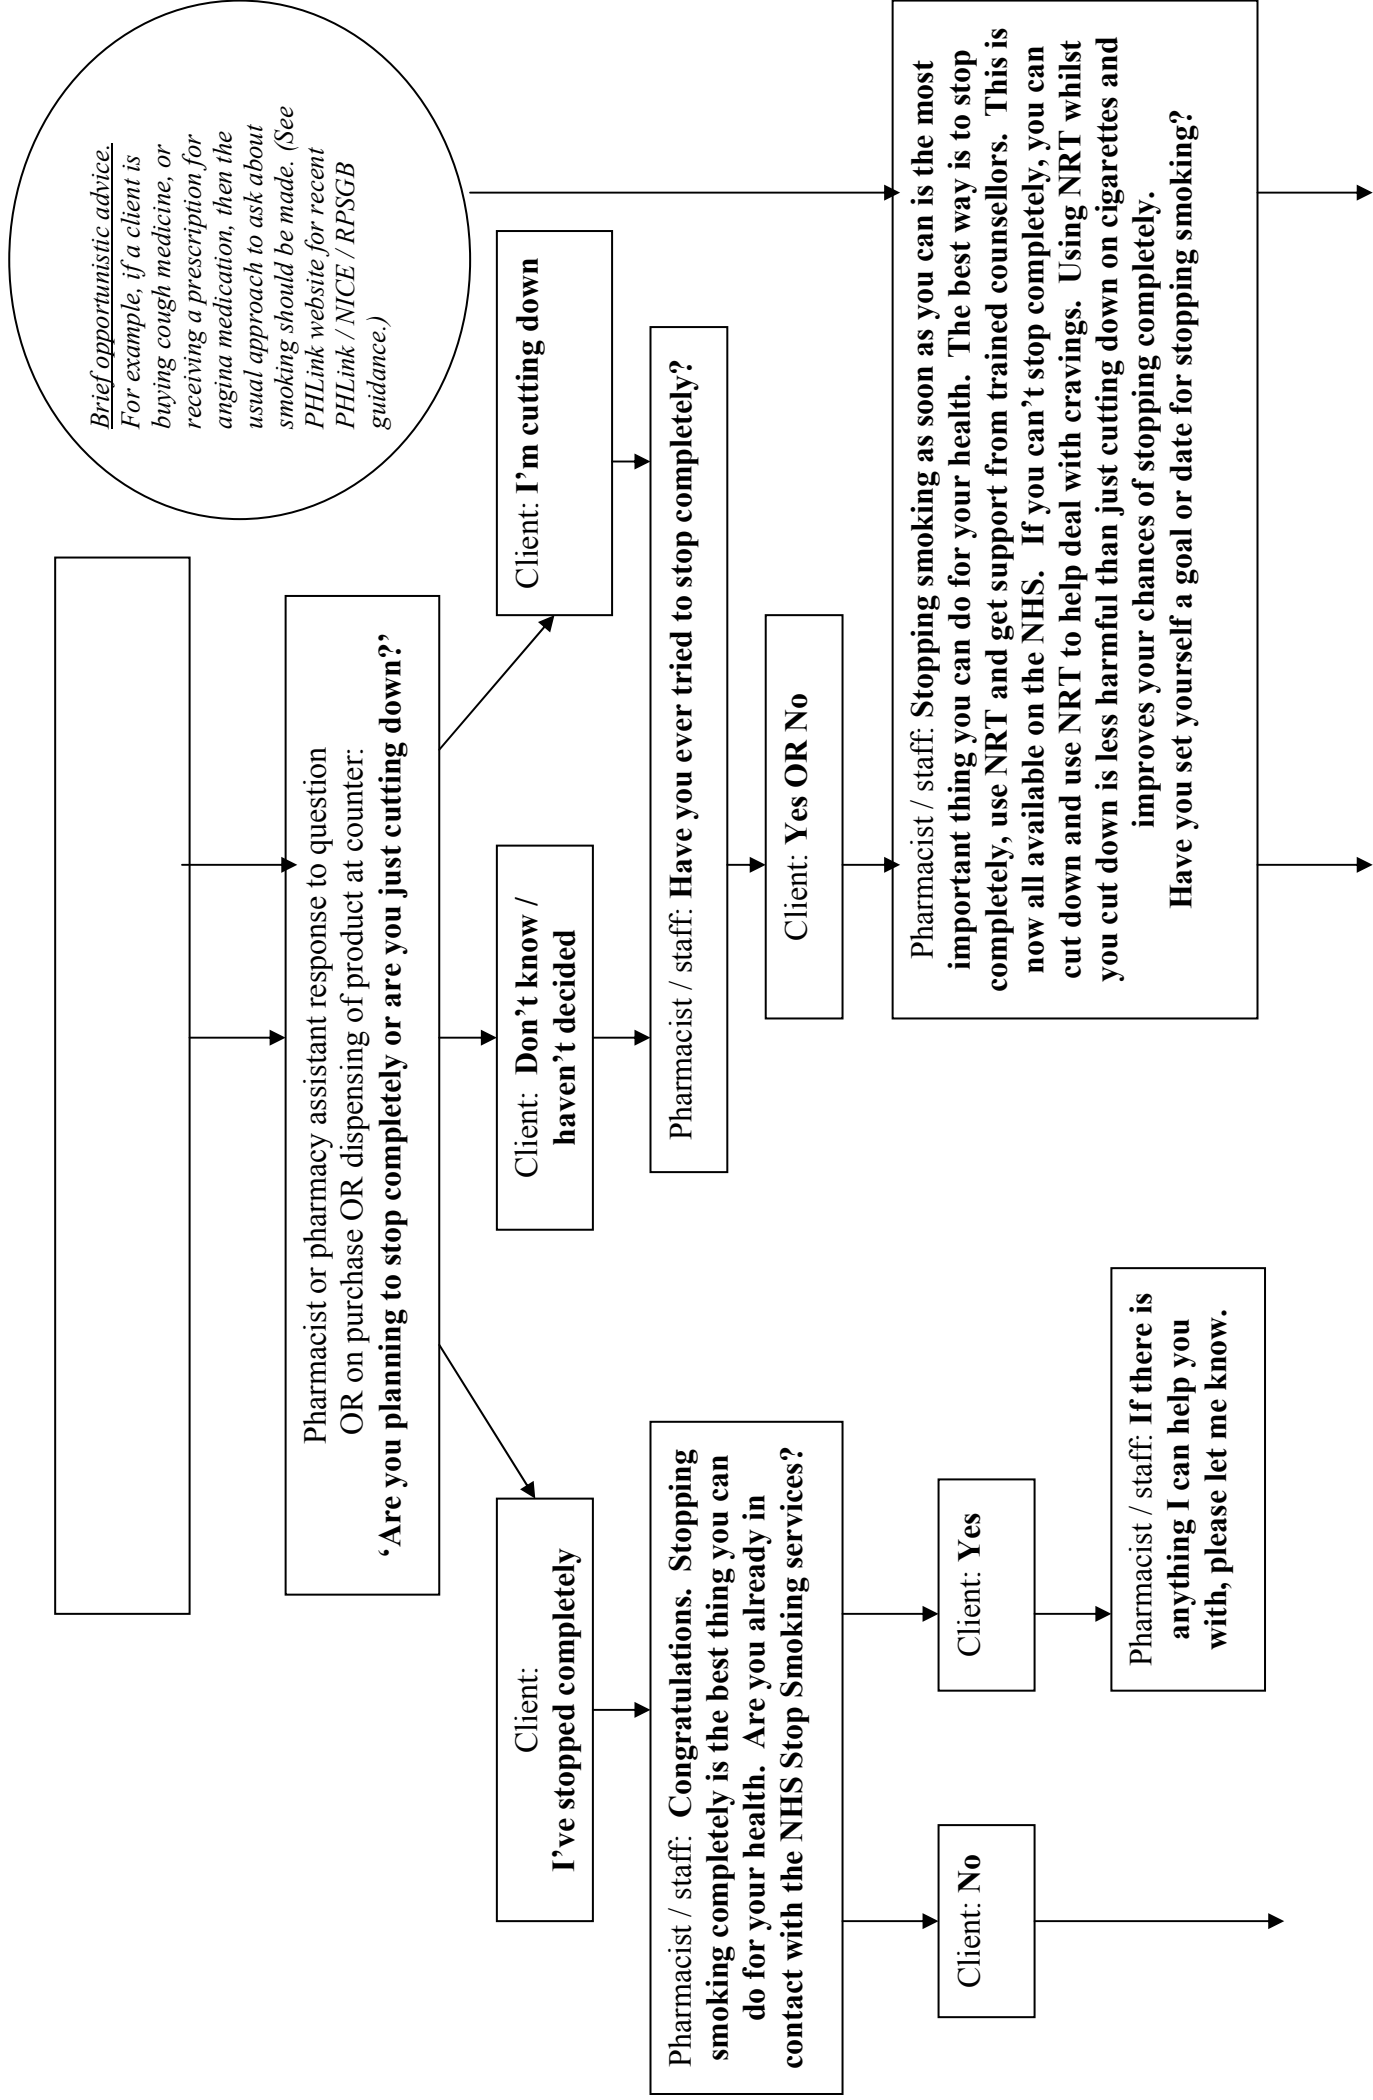 Brief opportunistic advice.
For example, if a client is
buying cough medicine, or
receiving a prescription for
angina medication, then the
usual approach to ask about
smoking should be made. (See
PHLink website for recent
PHLink / NICE / RPSGB
guidance.)
Pharmacist or pharmacy assistant response to question
OR on purchase OR dispensing of product at counter:
‘Are you planning to stop completely or are you just cutting down?’
Client:
I’ve stopped completely
Client: Don’t know /
haven’t decided
Client: I’m cutting down
Pharmacist / staff: Congratulations. Stopping
smoking completely is the best thing you can
do for your health. Are you already in
contact with the NHS Stop Smoking services?
Pharmacist / staff: Have you ever tried to stop completely?
Client: Yes OR No
Client: No
Client: Yes
Pharmacist / staff: Stopping smoking as soon as you can is the most
important thing you can do for your health. The best way is to stop
completely, use NRT and get support from trained counsellors. This is
now all available on the NHS. If you can’t stop completely, you can
cut down and use NRT to help deal with cravings. Using NRT whilst
you cut down is less harmful than just cutting down on cigarettes and
improves your chances of stopping completely.
Have you set yourself a goal or date for stopping smoking?
Pharmacist / staff: If there is
anything I can help you
with, please let me know.